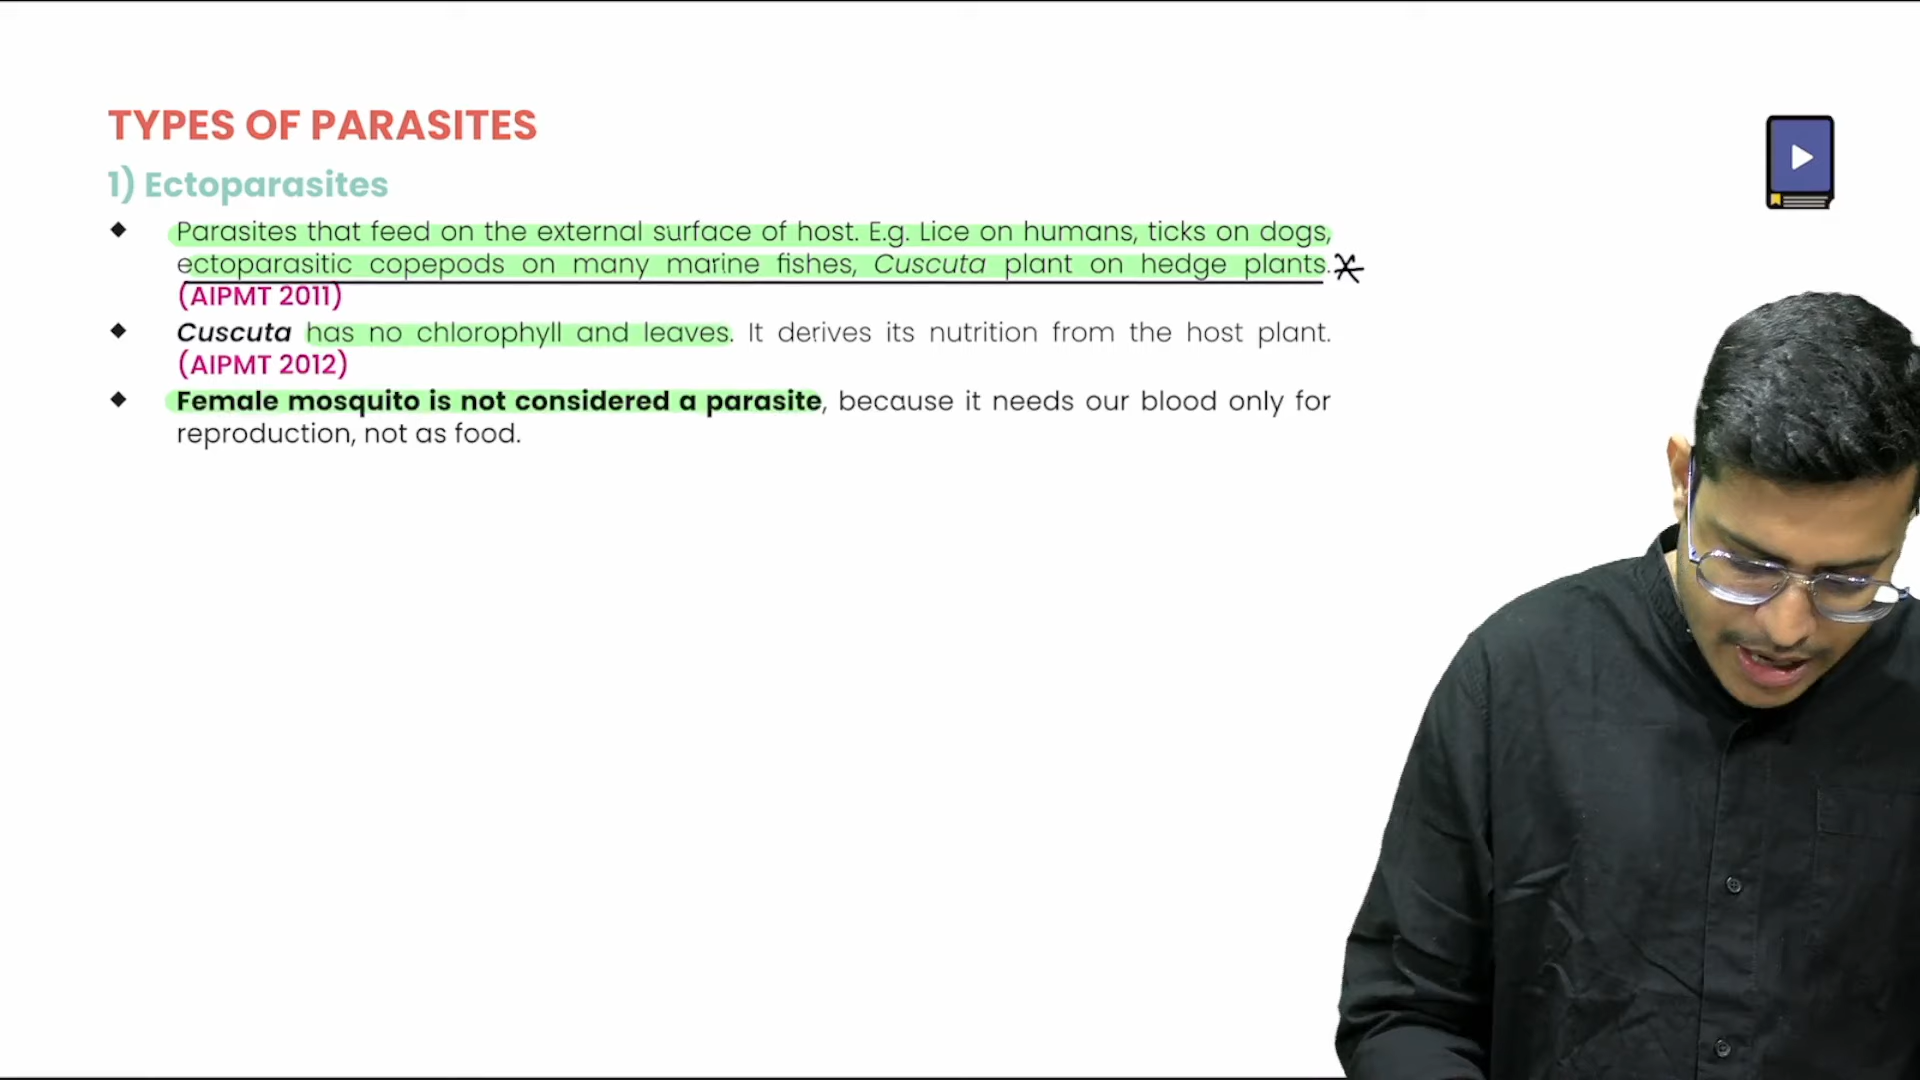 TYPES OF PARASITES
1) Ectoparasites
◆ Parasites that feed on the external surface of host. E.g. Lice on humans, ticks on dogs,
ectoparasitic copepods on many marine fishes, Cuscuta plant on hedge plants.
(AIPMT 2011)
◆ Cuscuta has no chlorophyll and leaves. It derives its nutrition from the host plant.
(AIPMT 2012)
◆ Female mosquito is not considered a parasite, because it needs our blood only for
reproduction, not as food.